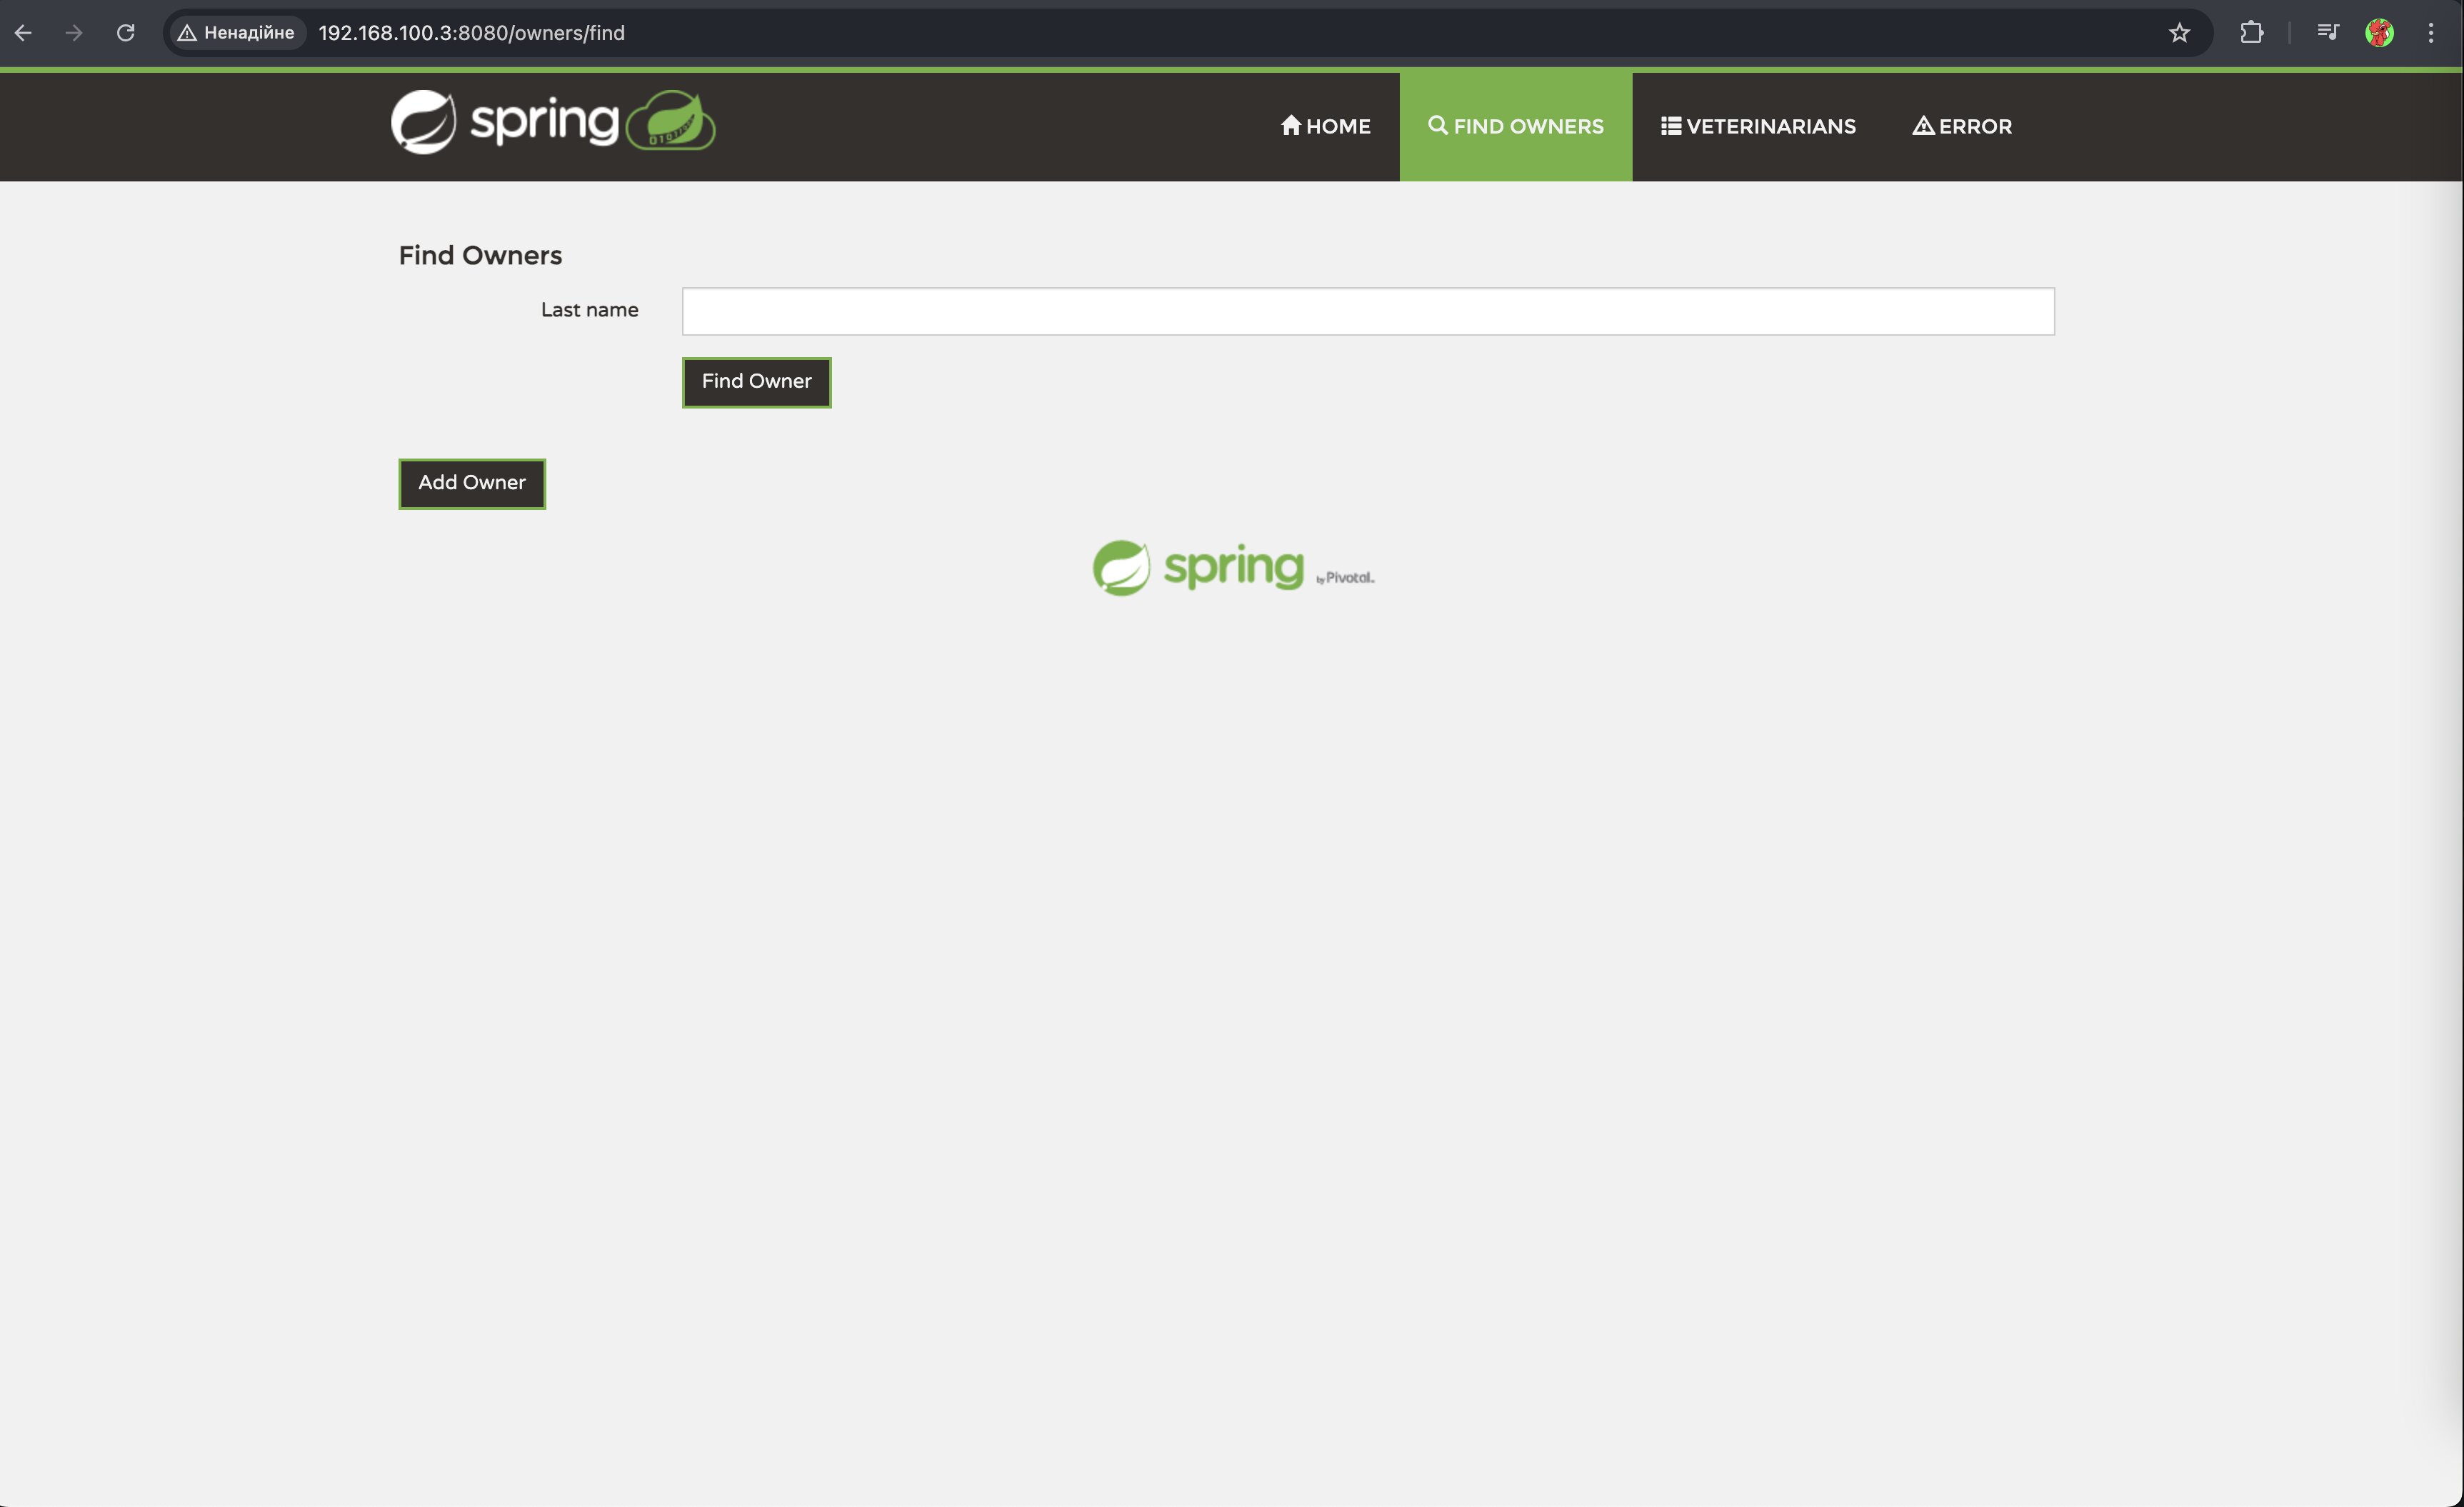 Ненадійне 192.168.100.3:8080/owners/find
spring HOME FIND OWNERS VETERINARIANS ERROR
Find Owners
Last name
Find Owner
Add Owner
spring by Pivotal.